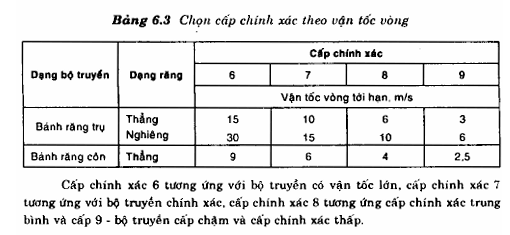 Bảng 6.3 Chọn cấp chính xác theo vận tốc vòng
Dạng bộ truyền Dạng răng Cấp chính xác
6 7 8 9
Vận tốc vòng tới hạn, m/s
Bánh răng trụ Thẳng 15 10 6 3
Nghiêng 30 15 10 6
Bánh răng côn Thẳng 9 6 4 2.5
Cấp chính xác 6 tương ứng với bộ truyền có vận tốc lớn, cấp chính xác 7
tương ứng với bộ truyền chính xác, cấp chính xác 8 tương ứng cấp chính xác trung
bình và cấp 9 - bộ truyền cấp chậm và cấp chính xác thấp.